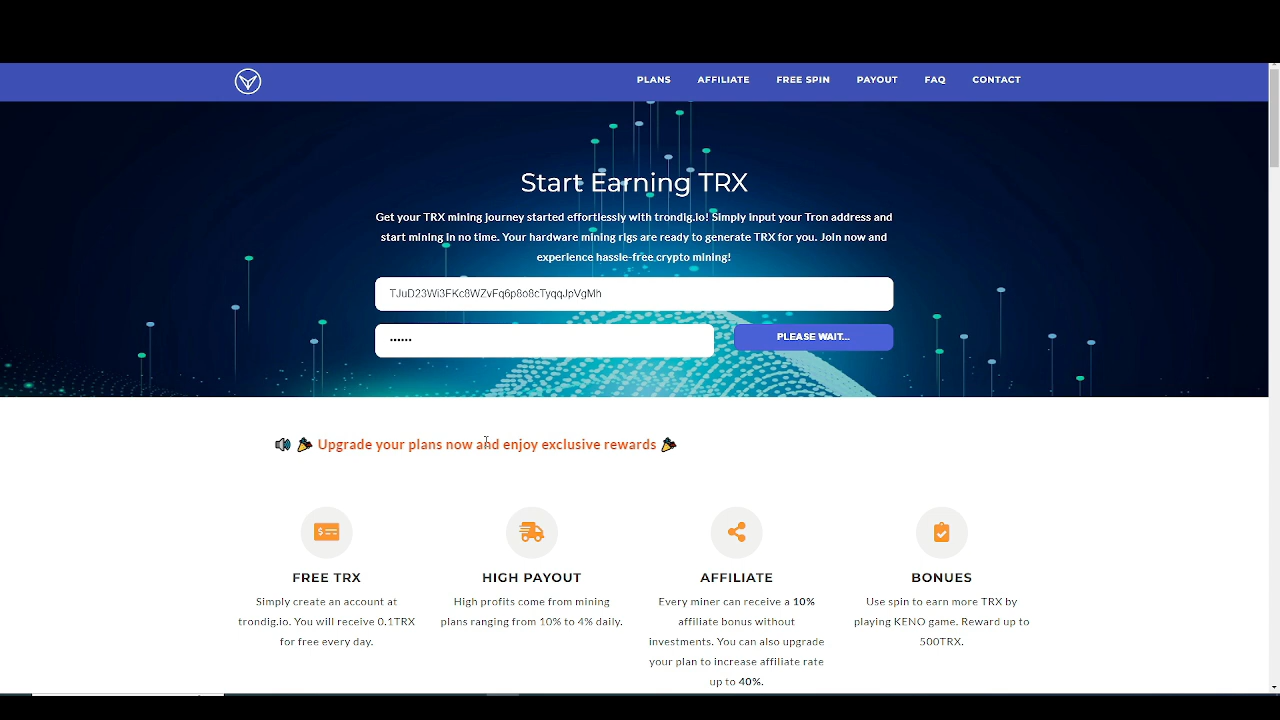 PLANS AFFILIATE FREE SPIN PAYOUT FAQ CONTACT
Start Earning TRX
Get your TRX mining journey started effortlessly with trondig.io! Simply input your Tron address and
start mining in no time. Your hardware mining rigs are ready to generate TRX for you. Join now and
experience hassle-free crypto mining!
TJuD23Wi3FKc8WZvFq6p8o8cTyqqJpVgMh
••••••
PLEASE WAIT...
Upgrade your plans now and enjoy exclusive rewards
FREE TRX
Simply create an account at
trondig.io. You will receive 0.1TRX
for free every day.
HIGH PAYOUT
High profits come from mining
plans ranging from 10% to 4% daily.
AFFILIATE
Every miner can receive a 10%
affiliate bonus without
investments. You can also upgrade
your plan to increase affiliate rate
up to 40%.
BONUES
Use spin to earn more TRX by
playing KENO game. Reward up to
500TRX.